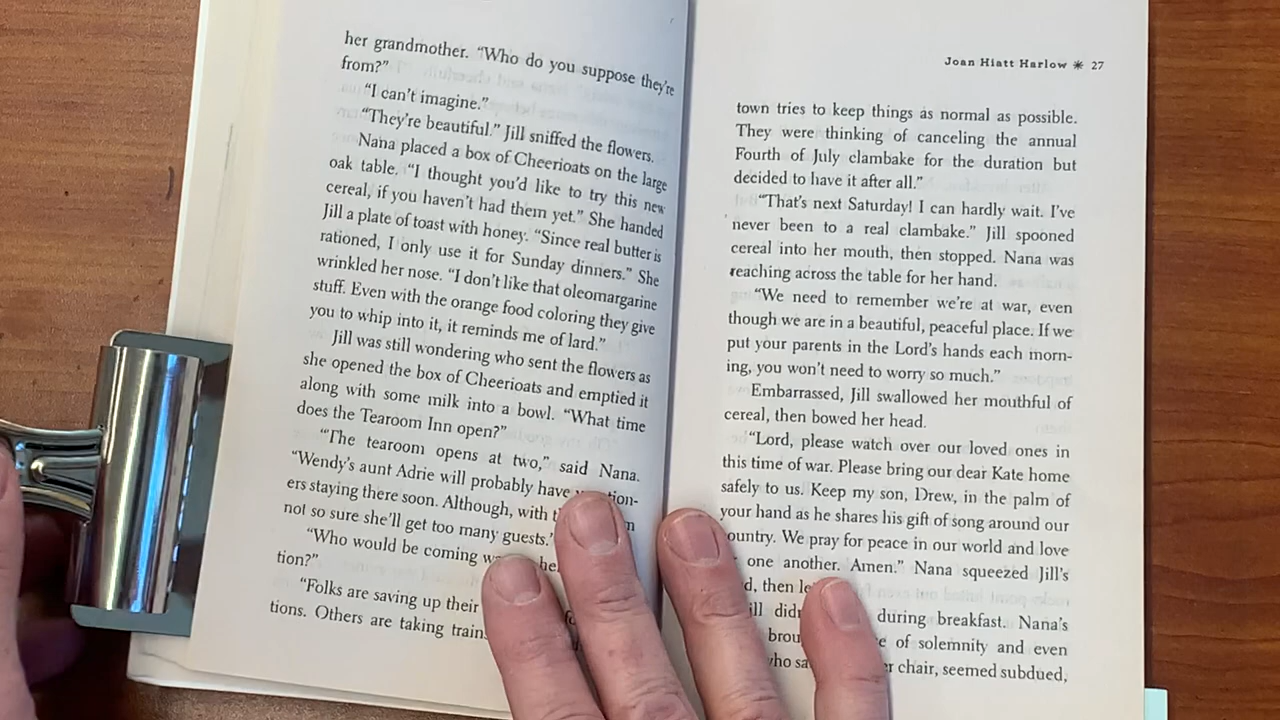 her grandmother. “Who do you suppose they’re
from?”
“I can’t imagine.”
“They’re beautiful.” Jill sniffed the flowers.
Nana placed a box of Cheerioats on the large
oak table. “I thought you’d like to try this new
cereal, if you haven’t had them yet.” She handed
Jill a plate of toast with honey. “Since real butter is
rationed, I only use it for Sunday dinners.” She
wrinkled her nose. “I don’t like that oleomargarine
stuff. Even with the orange food coloring they give
you to whip into it, it reminds me of lard.”
Jill was still wondering who sent the flowers as
she opened the box of Cheerioats and emptied it
along with some milk into a bowl. “What time
does the Tearoom Inn open?”
“The tearoom opens at two,” said Nana.
“Wendy’s aunt Adrie will probably have
ers staying there soon. Although, with
not so sure she’ll get too many guests.’
“Who would be coming
tion?”
“Folks are saving up their
tions. Others are taking
Joan Hiatt Harlow ✳ 27
town tries to keep things as normal as possible.
They were thinking of canceling the annual
Fourth of July clambake for the duration but
decided to have it after all.”
“That’s next Saturday! I can hardly wait. I’ve
never been to a real clambake.” Jill spooned
cereal into her mouth, then stopped. Nana was
reaching across the table for her hand.
“We need to remember we’re at war, even
though we are in a beautiful, peaceful place. If we
put your parents in the Lord’s hands each morn-
ing, you won’t need to worry so much.”
Embarrassed, Jill swallowed her mouthful of
cereal, then bowed her head.
“Lord, please watch over our loved ones in
this time of war. Please bring our dear Kate home
safely to us. Keep my son, Drew, in the palm of
your hand as he shares his gift of song around our
ountry. We pray for peace in our world and love
one another. Amen.” Nana squeezed Jill’s
then
during breakfast. Nana’s
of solemnity and even
chair, seemed subdued,